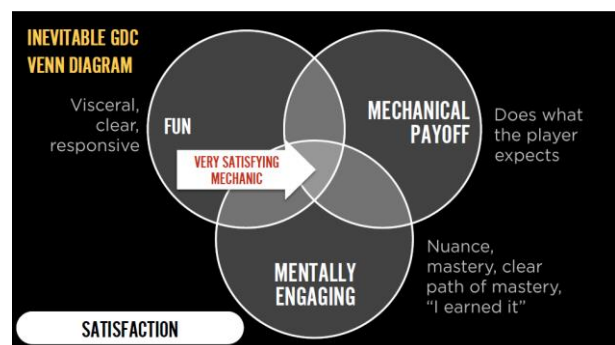 INEVITABLE GDC
VENN DIAGRAM
Visceral,
clear,
responsive
FUN
MECHANICAL
PAYOFF
Does what
the player
expects
VERY SATISFYING
MECHANIC
MENTALLY
ENGAGING
Nuance,
mastery, clear
path of mastery,
"I earned it"
SATISFACTION